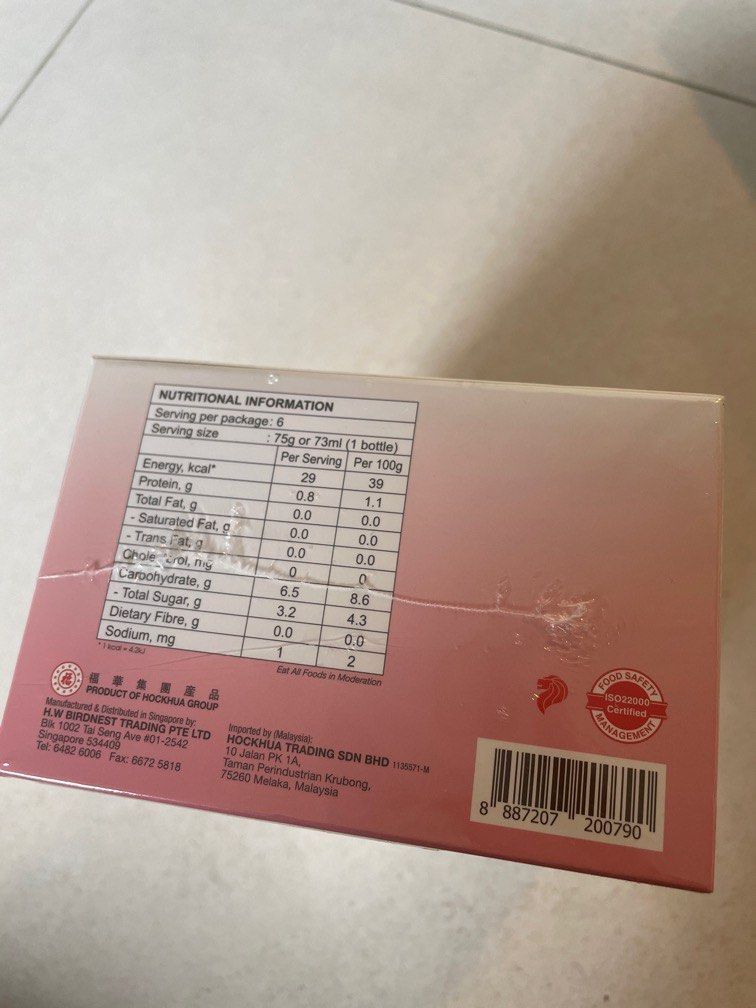 NUTRITIONAL INFORMATION
Serving per package: 6
Serving size : 75g or 73ml (1 bottle)
Per Serving Per 100g
Energy, kcal* 29 39
Protein, g 0.8 1.1
Total Fat, g 0.0 0.0
- Saturated Fat, g 0.0 0.0
- Trans Fat, g 0.0 0.0
Cholesterol, mg 0 0
Carbohydrate, g 6.5 8.6
- Total Sugar, g 3.2 4.3
Dietary Fibre, g 0.0 0.0
Sodium, mg 1 2
* 1 kcal = 4.2kJ
Eat All Foods in Moderation
福
福華集團產品
PRODUCT OF HOCKHUA GROUP
Manufactured & Distributed in Singapore by:
H.W BIRDNEST TRADING PTE LTD
Blk 1002 Tai Seng Ave #01-2542
Singapore 534409
Tel: 6482 6006 Fax: 6672 5818
Imported by (Malaysia):
HOCKHUA TRADING SDN BHD 1135571-M
10 Jalan PK 1A,
Taman Perindustrian Krubong,
75260 Melaka, Malaysia
FOOD SAFETY
ISO22000
Certified
MANAGEMENT
8 887207 200790